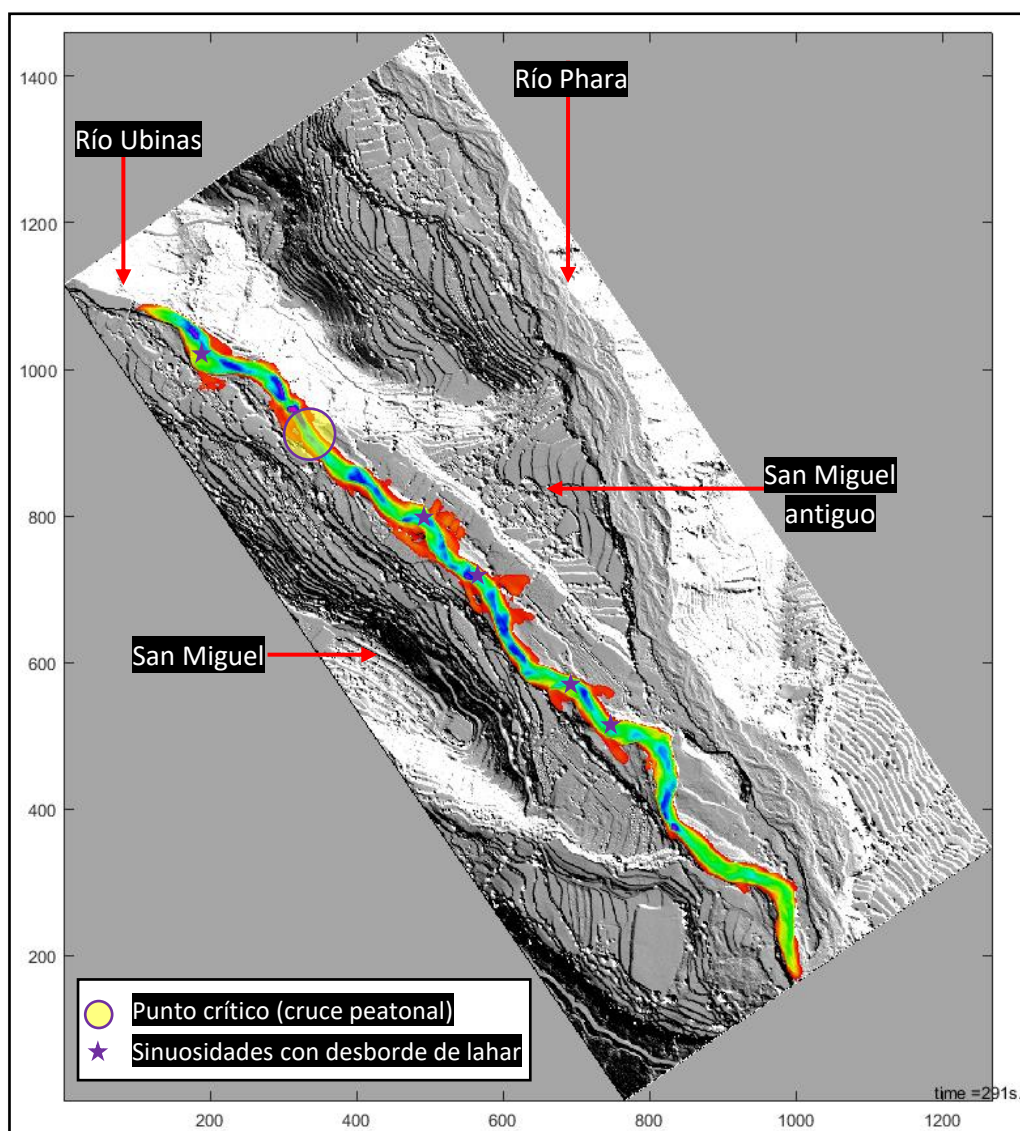 1400
Río Phara
Río Ubinas
1200
1000
San Miguel
antiguo
800
San Miguel
600
400
200
Punto crítico (cruce peatonal)
Sinuosidades con desborde de lahar
time =291s.
200
400
600
800
1000
1200